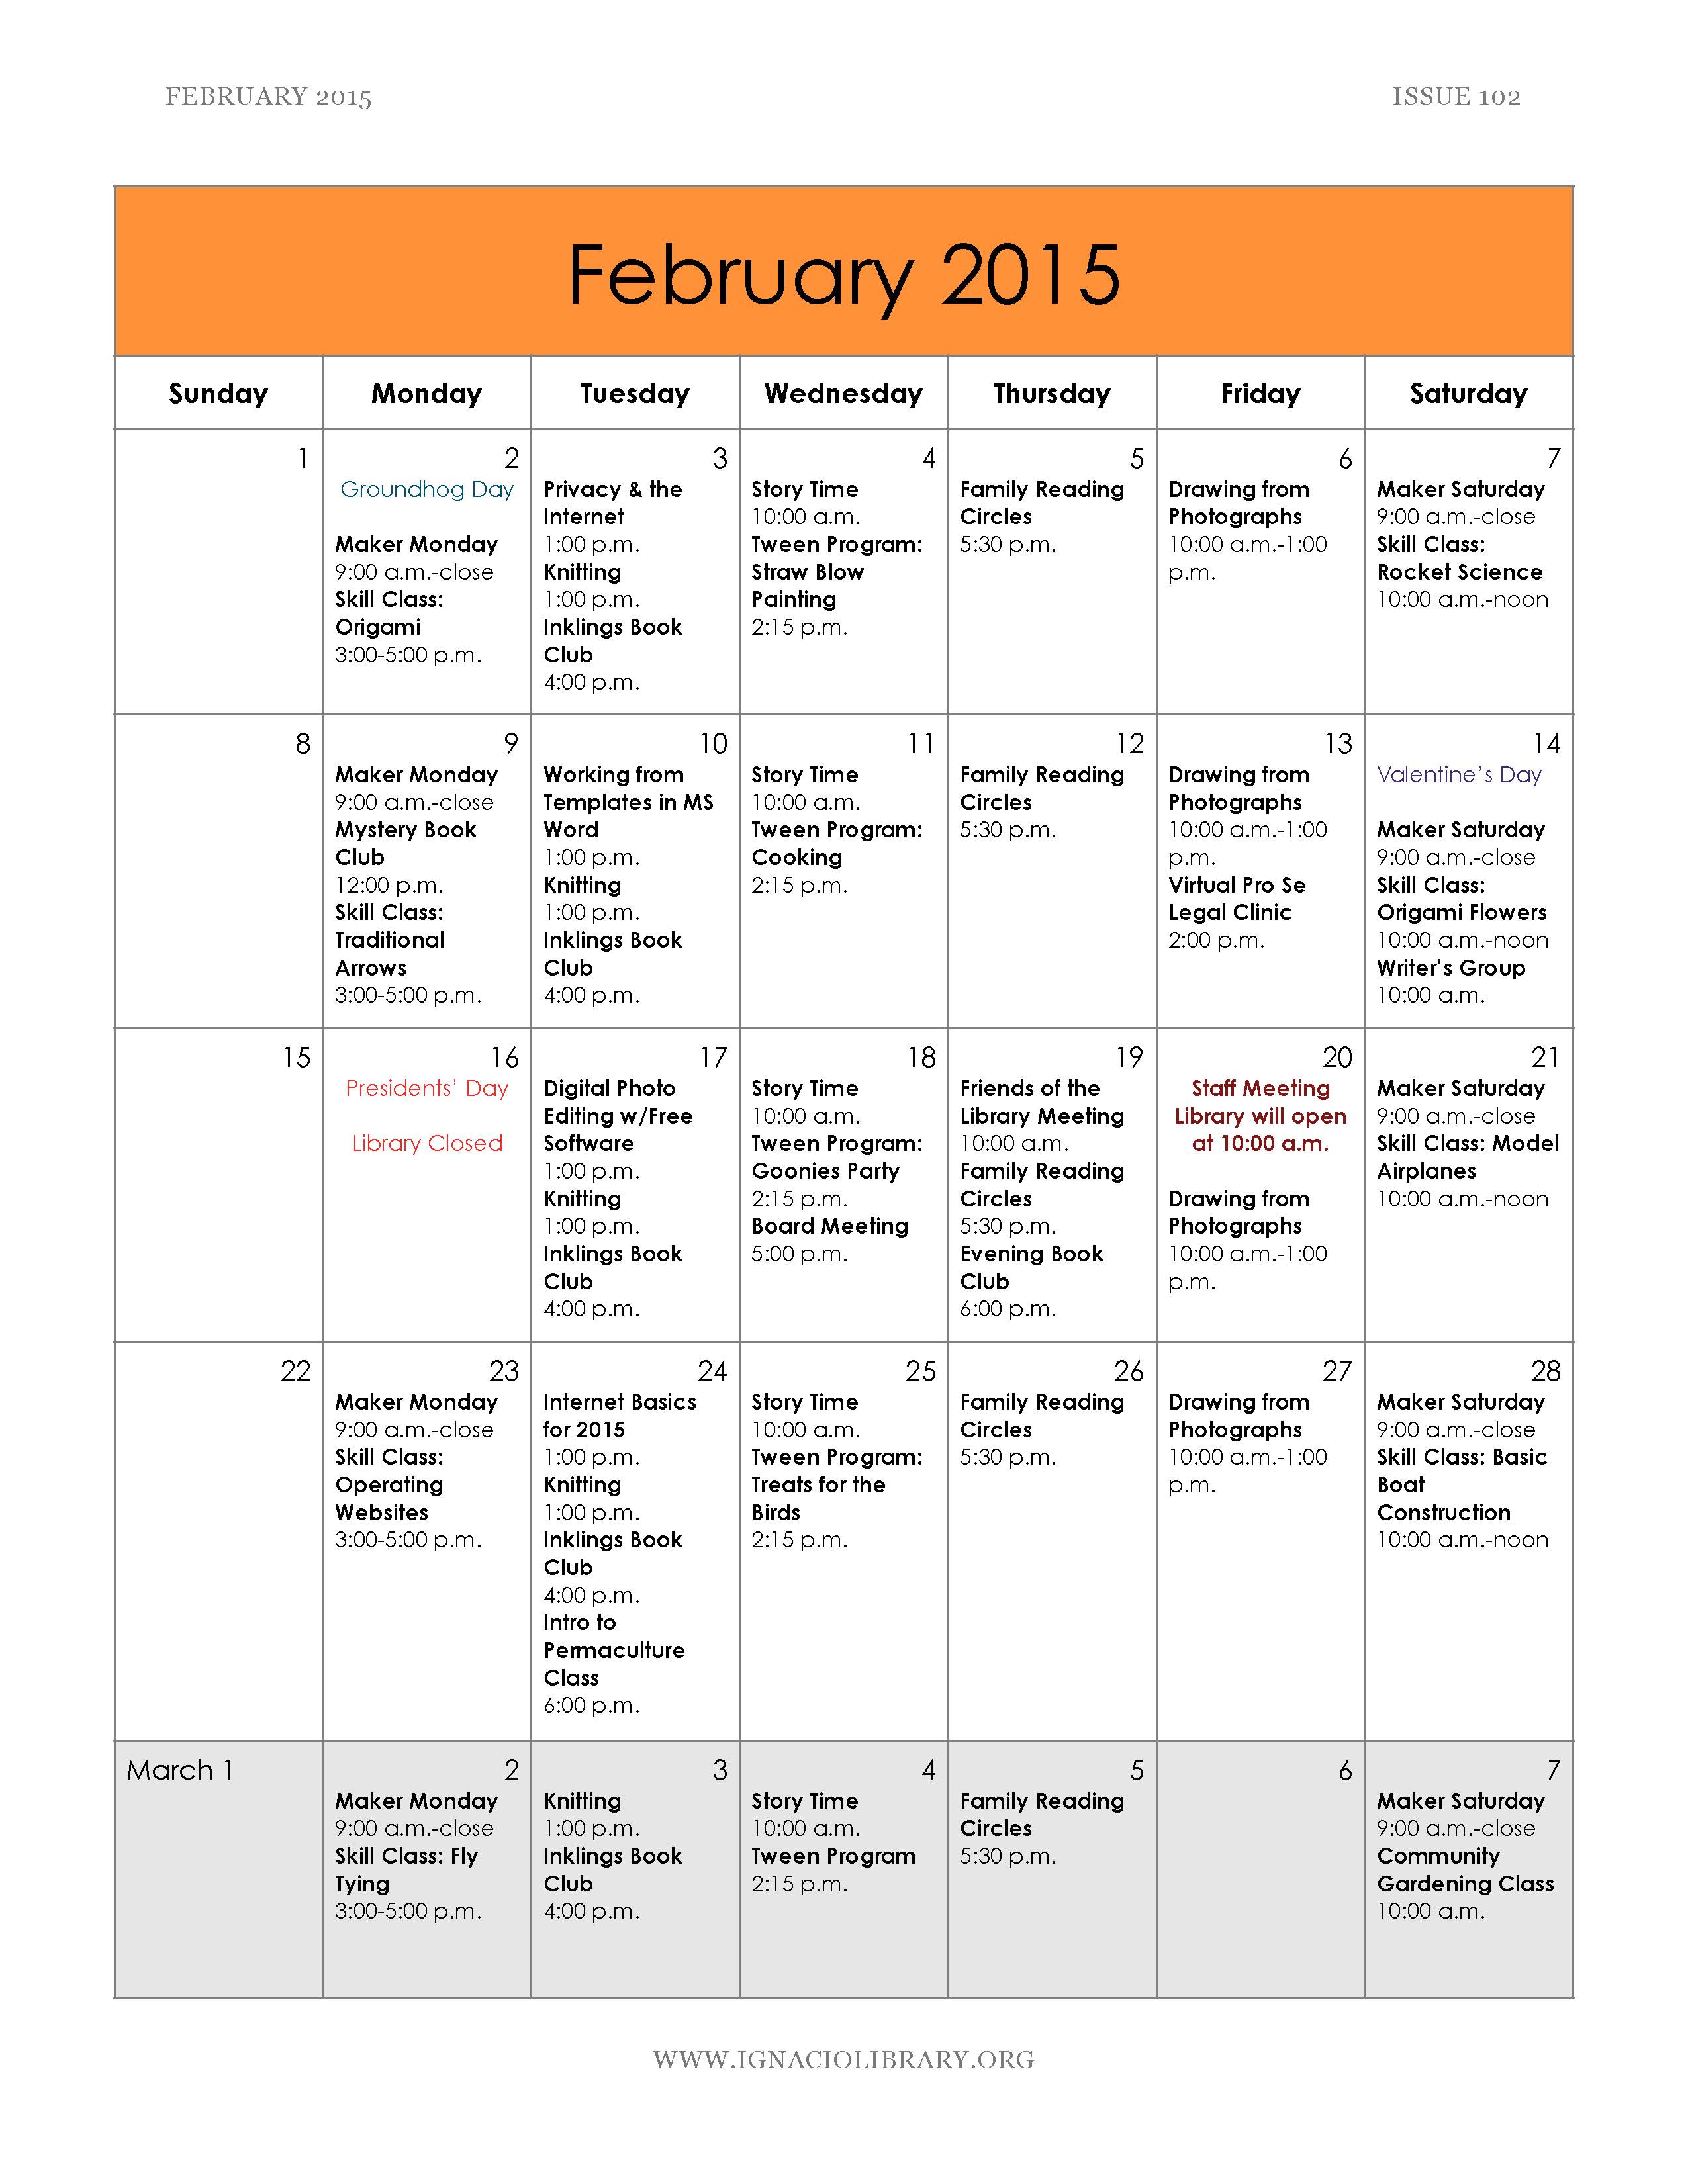 FEBRUARY 2015
ISSUE 102
February 2015
Sunday
Monday
Tuesday
Wednesday
Thursday
Friday
Saturday
1
2
Groundhog Day
Maker Monday
9:00 a.m.-close
Skill Class:
Origami
3:00-5:00 p.m.
3
Privacy & the
Internet
1:00 p.m.
Knitting
1:00 p.m.
Inklings Book
Club
4:00 p.m.
4
Story Time
10:00 a.m.
Tween Program:
Straw Blow
Painting
2:15 p.m.
5
Family Reading
Circles
5:30 p.m.
6
Drawing from
Photographs
10:00 a.m.-1:00
p.m.
7
Maker Saturday
9:00 a.m.-close
Skill Class:
Rocket Science
10:00 a.m.-noon
8
9
Maker Monday
9:00 a.m.-close
Mystery Book
Club
12:00 p.m.
Skill Class:
Traditional
Arrows
3:00-5:00 p.m.
10
Working from
Templates in MS
Word
1:00 p.m.
Knitting
1:00 p.m.
Inklings Book
Club
4:00 p.m.
11
Story Time
10:00 a.m.
Tween Program:
Cooking
2:15 p.m.
12
Family Reading
Circles
5:30 p.m.
13
Drawing from
Photographs
10:00 a.m.-1:00
p.m.
Virtual Pro Se
Legal Clinic
2:00 p.m.
14
Valentine’s Day
Maker Saturday
9:00 a.m.-close
Skill Class:
Origami Flowers
10:00 a.m.-noon
Writer’s Group
10:00 a.m.
15
16
Presidents’ Day
Library Closed
17
Digital Photo
Editing w/Free
Software
1:00 p.m.
Knitting
1:00 p.m.
Inklings Book
Club
4:00 p.m.
18
Story Time
10:00 a.m.
Tween Program:
Goonies Party
2:15 p.m.
Board Meeting
5:00 p.m.
19
Friends of the
Library Meeting
10:00 a.m.
Family Reading
Circles
5:30 p.m.
Evening Book
Club
6:00 p.m.
20
Staff Meeting
Library will open
at 10:00 a.m.
Drawing from
Photographs
10:00 a.m.-1:00
p.m.
21
Maker Saturday
9:00 a.m.-close
Skill Class: Model
Airplanes
10:00 a.m.-noon
22
23
Maker Monday
9:00 a.m.-close
Skill Class:
Operating
Websites
3:00-5:00 p.m.
24
Internet Basics
for 2015
1:00 p.m.
Knitting
1:00 p.m.
Inklings Book
Club
4:00 p.m.
Intro to
Permaculture
Class
6:00 p.m.
25
Story Time
10:00 a.m.
Tween Program:
Treats for the
Birds
2:15 p.m.
26
Family Reading
Circles
5:30 p.m.
27
Drawing from
Photographs
10:00 a.m.-1:00
p.m.
28
Maker Saturday
9:00 a.m.-close
Skill Class: Basic
Boat
Construction
10:00 a.m.-noon
March 1
2
Maker Monday
9:00 a.m.-close
Skill Class: Fly
Tying
3:00-5:00 p.m.
3
Knitting
1:00 p.m.
Inklings Book
Club
4:00 p.m.
4
Story Time
10:00 a.m.
Tween Program
2:15 p.m.
5
Family Reading
Circles
5:30 p.m.
6
7
Maker Saturday
9:00 a.m.-close
Community
Gardening Class
10:00 a.m.
WWW.IGNACIOLIBRARY.ORG